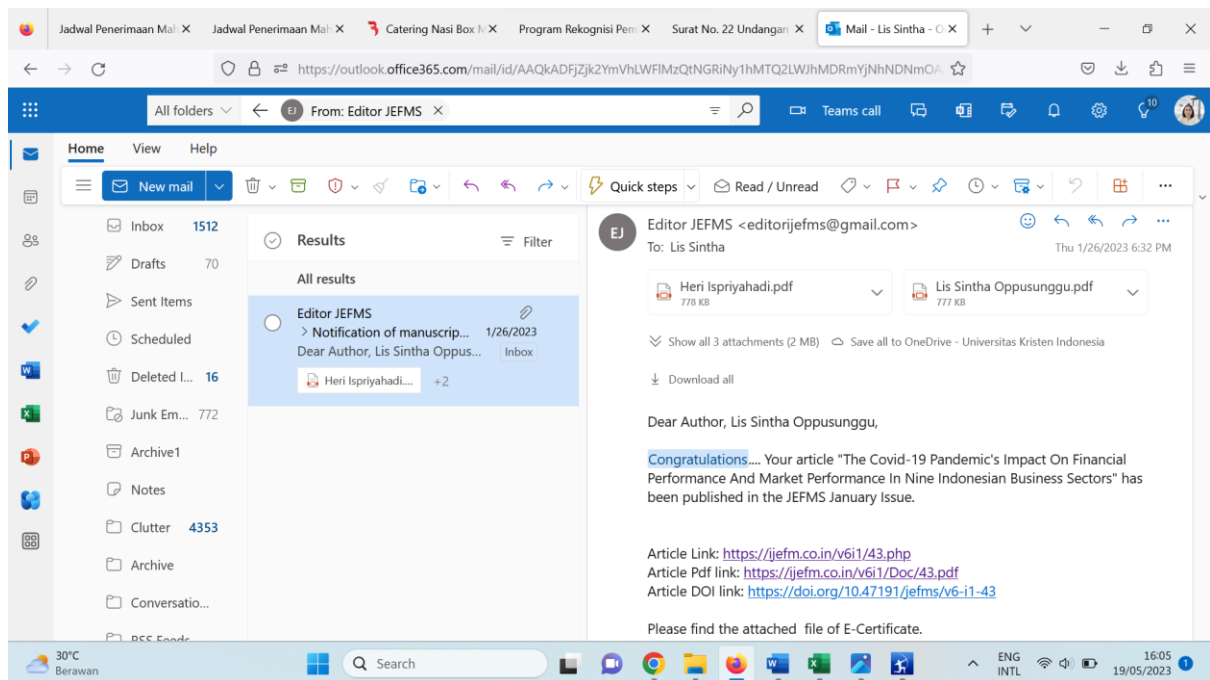 Jadwal Penerimaan Mah
Jadwal Penerimaan Mah
Catering Nasi Box M
Program Rekognisi Pem
Surat No. 22 Undangan
Mail - Lis Sintha - O
https://outlook.office365.com/mail/id/AAQkADFjZjk2YmVhLWFlMzQtNGRiNy1hMTQ2LWJhMDRmYjNhNDNmOA
All folders
EJ
From: Editor JEFMS
Teams call
10
Home View Help
New mail
Quick steps
Read / Unread
Inbox 1512
Drafts 70
Sent Items
Scheduled
Deleted I... 16
Junk Em... 772
Archive1
Notes
Clutter 4353
Archive
Conversatio...
RSS Feeds
Results
Filter
All results
Editor JEFMS
Notification of manuscrip... 1/26/2023
Dear Author, Lis Sintha Oppus... Inbox
Heri Ispriyahadi.... +2
EJ
Editor JEFMS <editorijefms@gmail.com>
To: Lis Sintha
Thu 1/26/2023 6:32 PM
Heri Ispriyahadi.pdf
778 KB
Lis Sintha Oppusunggu.pdf
777 KB
Show all 3 attachments (2 MB) Save all to OneDrive - Universitas Kristen Indonesia
Download all
Dear Author, Lis Sintha Oppusunggu,
Congratulations.... Your article "The Covid-19 Pandemic's Impact On Financial
Performance And Market Performance In Nine Indonesian Business Sectors" has
been published in the JEFMS January Issue.
Article Link: https://ijefm.co.in/v6i1/43.php
Article Pdf link: https://ijefm.co.in/v6i1/Doc/43.pdf
Article DOI link: https://doi.org/10.47191/jefms/v6-i1-43
Please find the attached file of E-Certificate.
30°C
Berawan
Search
ENG
INTL
16:05
19/05/2023
1